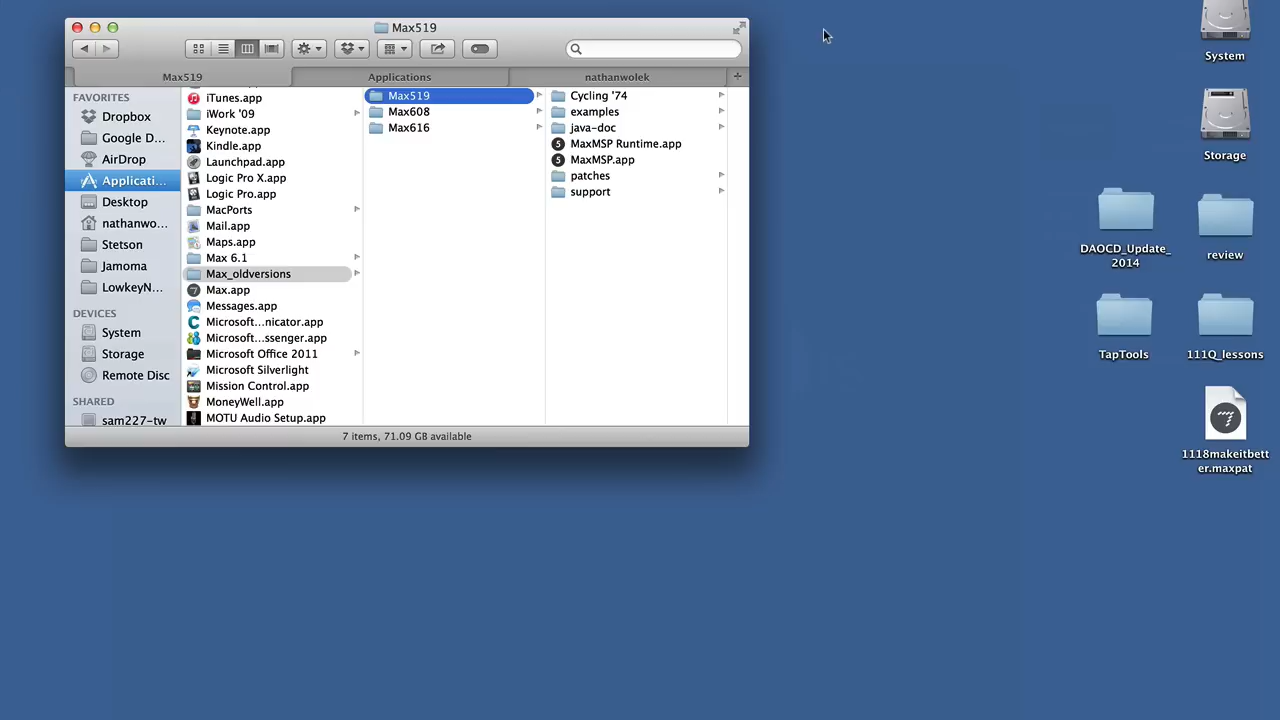 Max519
Max519
Applications
nathanwolek
FAVORITES
Dropbox
Google D...
AirDrop
Applicati...
Desktop
nathanwo...
Stetson
Jamoma
LowkeyN...
DEVICES
System
Storage
Remote Disc
SHARED
sam227-tw
iTunes.app
iWork '09
Keynote.app
Kindle.app
Launchpad.app
Logic Pro X.app
Logic Pro.app
MacPorts
Mail.app
Maps.app
Max 6.1
Max_oldversions
Max.app
Messages.app
Microsoft...nicator.app
Microsoft...ssenger.app
Microsoft Office 2011
Microsoft Silverlight
Mission Control.app
MoneyWell.app
MOTU Audio Setup.app
Max519
Max608
Max616
Cycling '74
examples
java-doc
MaxMSP Runtime.app
MaxMSP.app
patches
support
7 items, 71.09 GB available
System
Storage
DAOCD_Update_
2014
review
TapTools
111Q_lessons
1118makeitbett
er.maxpat